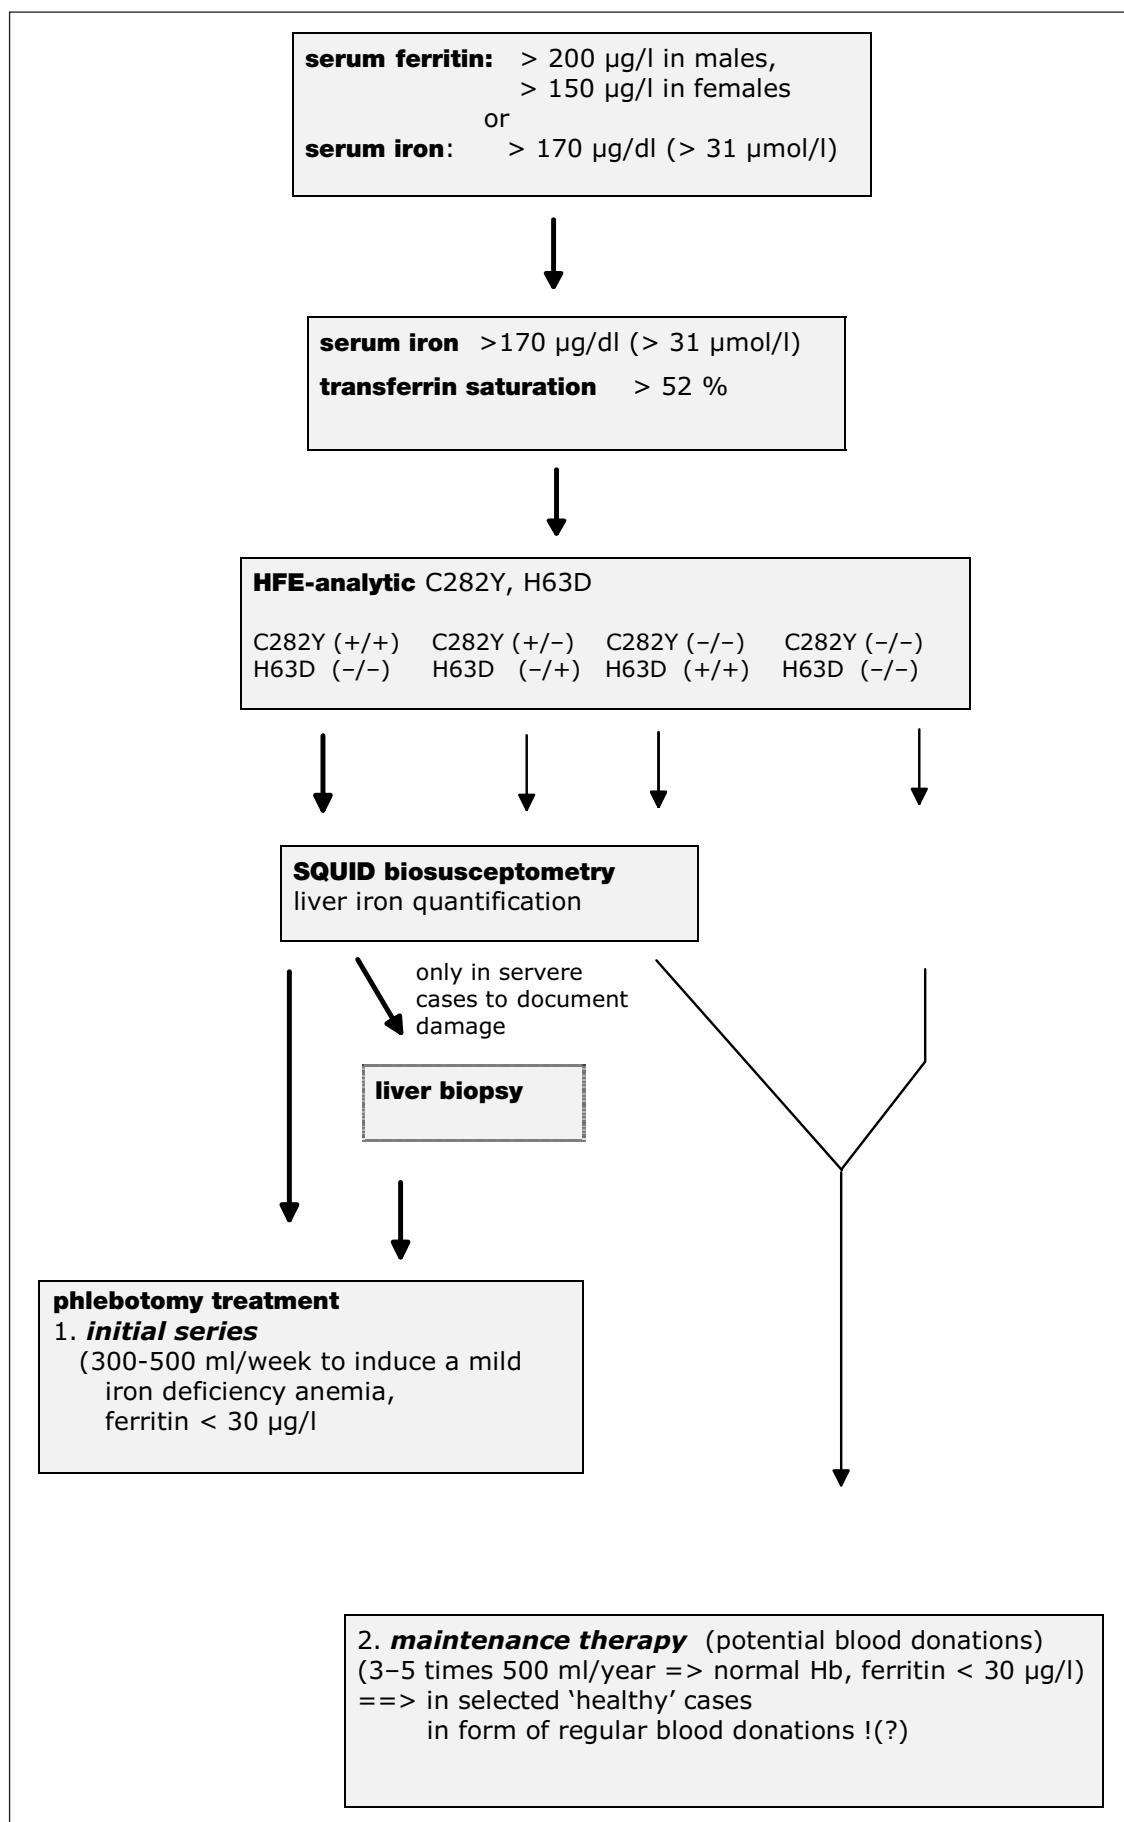 serum ferritin: > 200 µg/l in males,
> 150 µg/l in females
or
serum iron: > 170 µg/dl (> 31 µmol/l)
serum iron >170 µg/dl (> 31 µmol/l)
transferrin saturation > 52 %
HFE-analytic C282Y, H63D
C282Y (+/+) C282Y (+/–) C282Y (–/–) C282Y (–/–)
H63D (–/–) H63D (–/+) H63D (+/+) H63D (–/–)
SQUID biosusceptometry
liver iron quantification
only in servere
cases to document
damage
liver biopsy
phlebotomy treatment
1. initial series
(300-500 ml/week to induce a mild
iron deficiency anemia,
ferritin < 30 µg/l
2. maintenance therapy (potential blood donations)
(3–5 times 500 ml/year => normal Hb, ferritin < 30 µg/l)
==> in selected ‘healthy’ cases
in form of regular blood donations !(?)